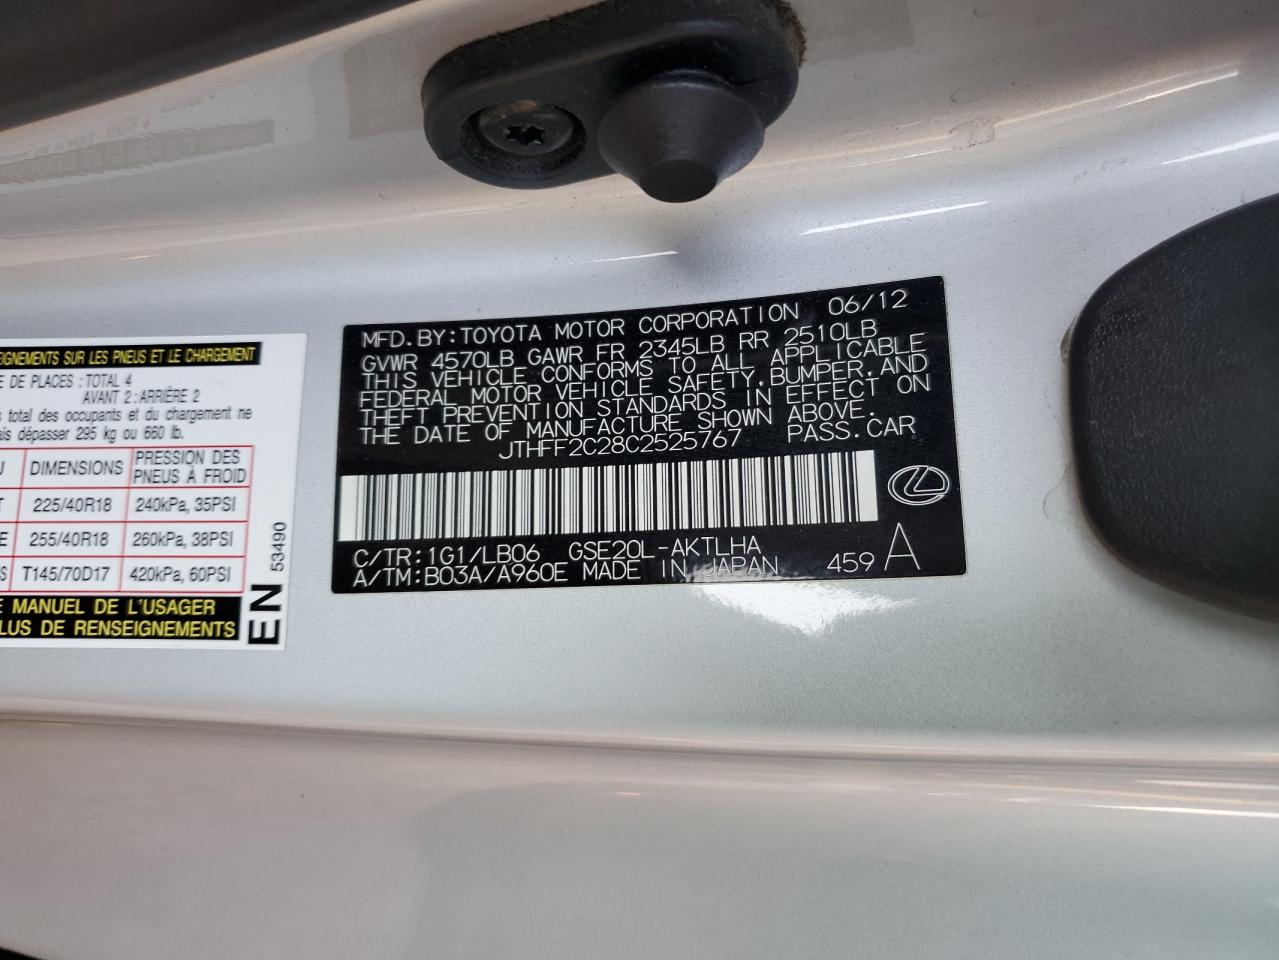 EIGNEMENTS SUR LES PNEUS ET LE CHARGEMENT
E DE PLACES : TOTAL 4
AVANT 2 : ARRIÈRE 2
s total des occupants et du chargement ne
ais dépasser 295 kg ou 660 lb.
U DIMENSIONS PRESSION DES PNEUS À FROID
T 225/40R18 240kPa, 35PSI
E 255/40R18 260kPa, 38PSI
S T145/70D17 420kPa, 60PSI
E MANUEL DE L'USAGER
LUS DE RENSEIGNEMENTS
EN 53490
MFD. BY: TOYOTA MOTOR CORPORATION 06/12
GVWR 4570LB GAWR FR 2345LB RR 2510LB
THIS VEHICLE CONFORMS TO ALL APPLICABLE
FEDERAL MOTOR VEHICLE SAFETY, BUMPER, AND
THEFT PREVENTION STANDARDS IN EFFECT ON
THE DATE OF MANUFACTURE SHOWN ABOVE.
JTHFF2C28C2525767 PASS. CAR
C/TR: 1G1/LB06 GSE20L-AKTLHA
A/TM: B03A/A960E MADE IN JAPAN 459 A